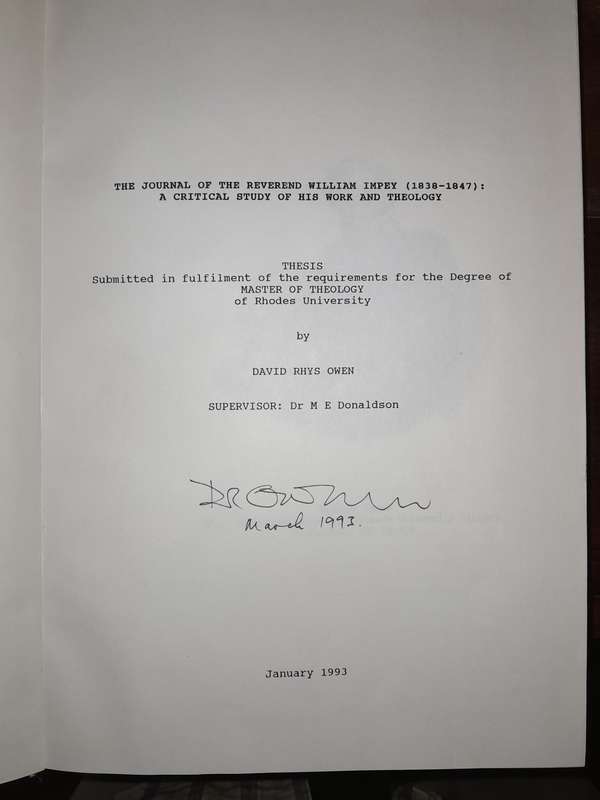 THE JOURNAL OF THE REVEREND WILLIAM IMPEY (1838-1847):
A CRITICAL STUDY OF HIS WORK AND THEOLOGY
THESIS
Submitted in fulfilment of the requirements for the Degree of
MASTER OF THEOLOGY
of Rhodes University
by
DAVID RHYS OWEN
SUPERVISOR: Dr M E Donaldson
DR Owen
March 1993.
January 1993